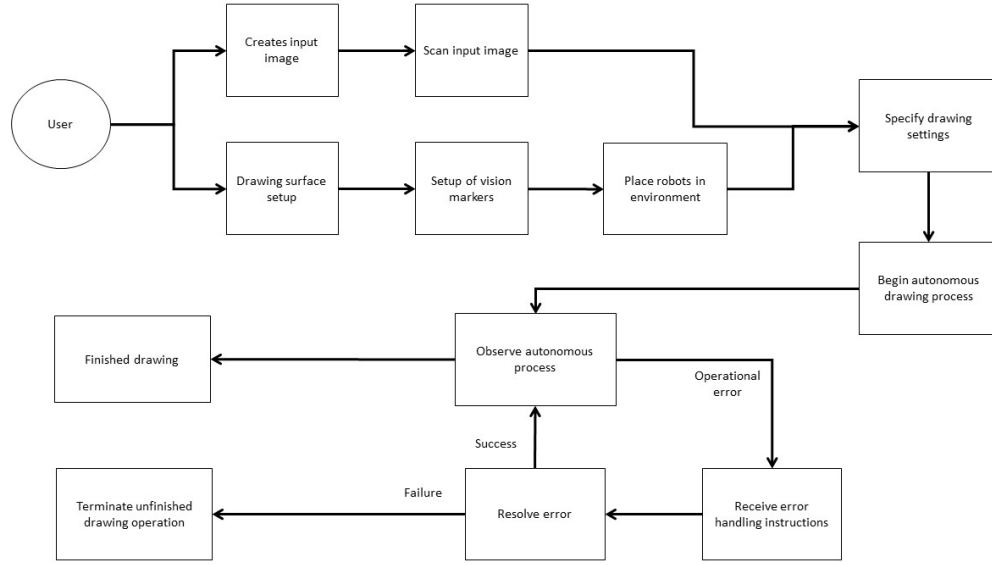 Creates input
image
Scan input image
User
Specify drawing
settings
Drawing surface
setup
Setup of vision
markers
Place robots in
environment
Begin autonomous
drawing process
Finished drawing
Observe autonomous
process
Operational
error
Success
Failure
Terminate unfinished
drawing operation
Resolve error
Receive error
handling instructions